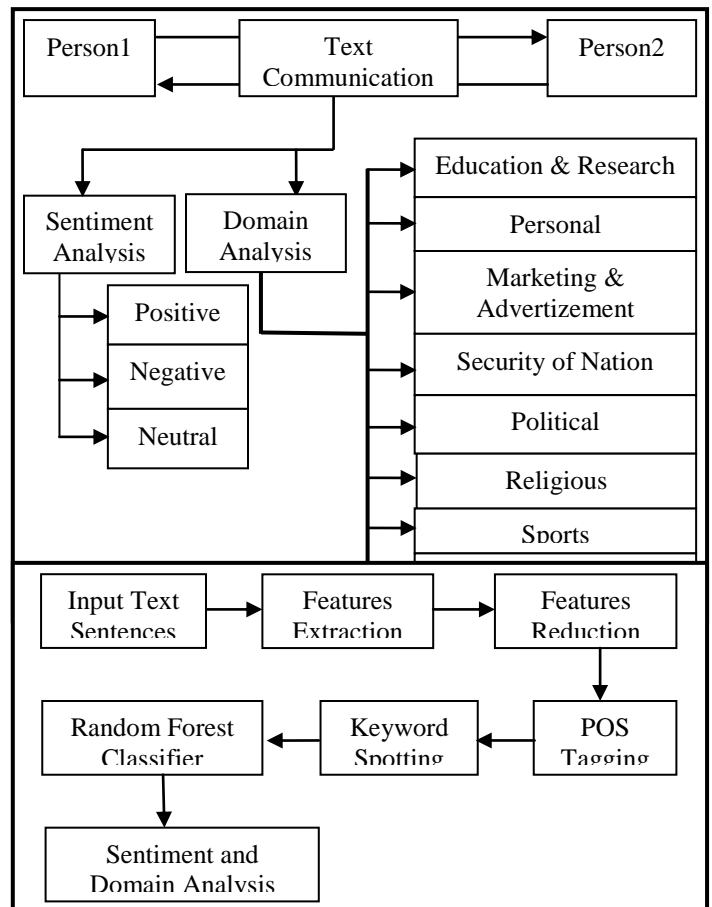 Person1
Text
Communication
Person2
Sentiment
Analysis
Domain
Analysis
Positive
Negative
Neutral
Education & Research
Personal
Marketing &
Advertizement
Security of Nation
Political
Religious
Sports
Input Text
Sentences
Features
Extraction
Features
Reduction
POS
Tagging
Keyword
Spotting
Random Forest
Classifier
Sentiment and
Domain Analysis